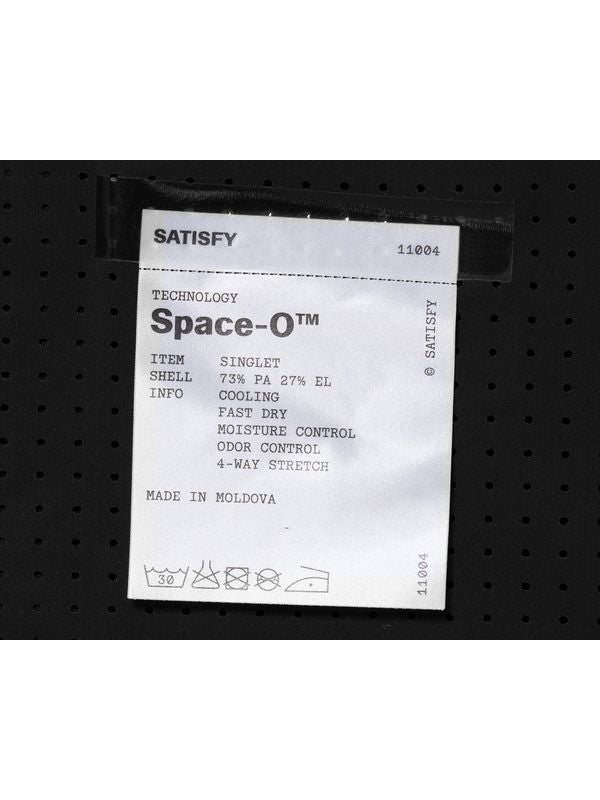 SATISFY
11004
TECHNOLOGY
Space-O™
ITEM SINGLET
SHELL 73% PA 27% EL
INFO COOLING
FAST DRY
MOISTURE CONTROL
ODOR CONTROL
4-WAY STRETCH
MADE IN MOLDOVA
30
© SATISFY
11004